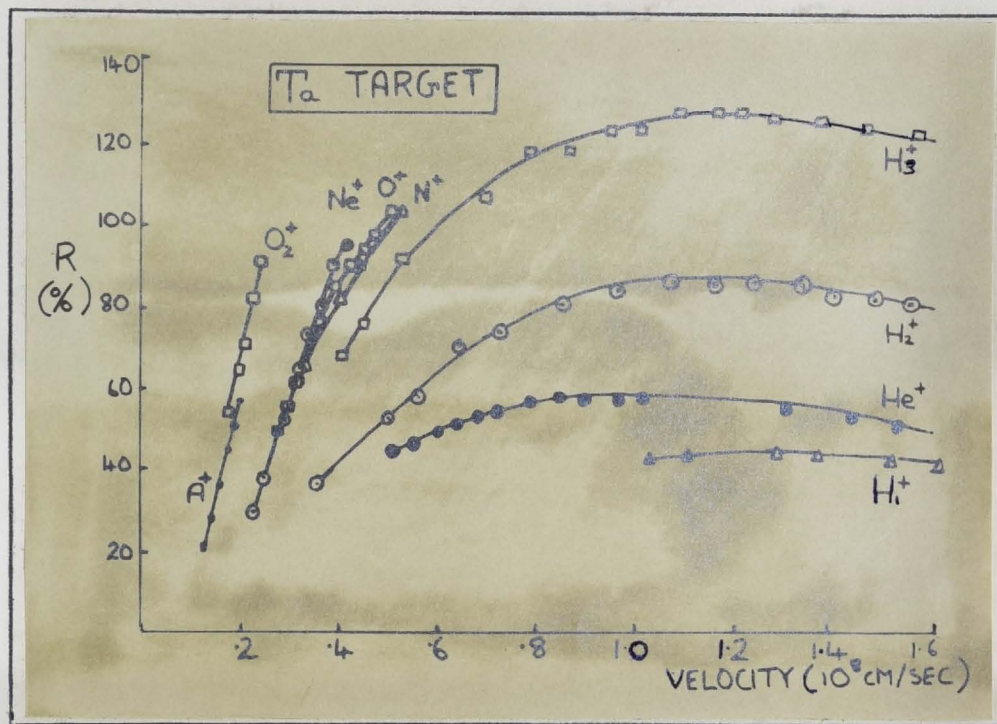 Ta TARGET
140
120
100
80
60
40
20
R
(%)
O₂⁺
Ne⁺
O⁺
N⁺
H₃⁺
H₂⁺
He⁺
H₁⁺
.2
.4
.6
.8
1.0
1.2
1.4
1.6
VELOCITY (10⁸ CM/SEC)